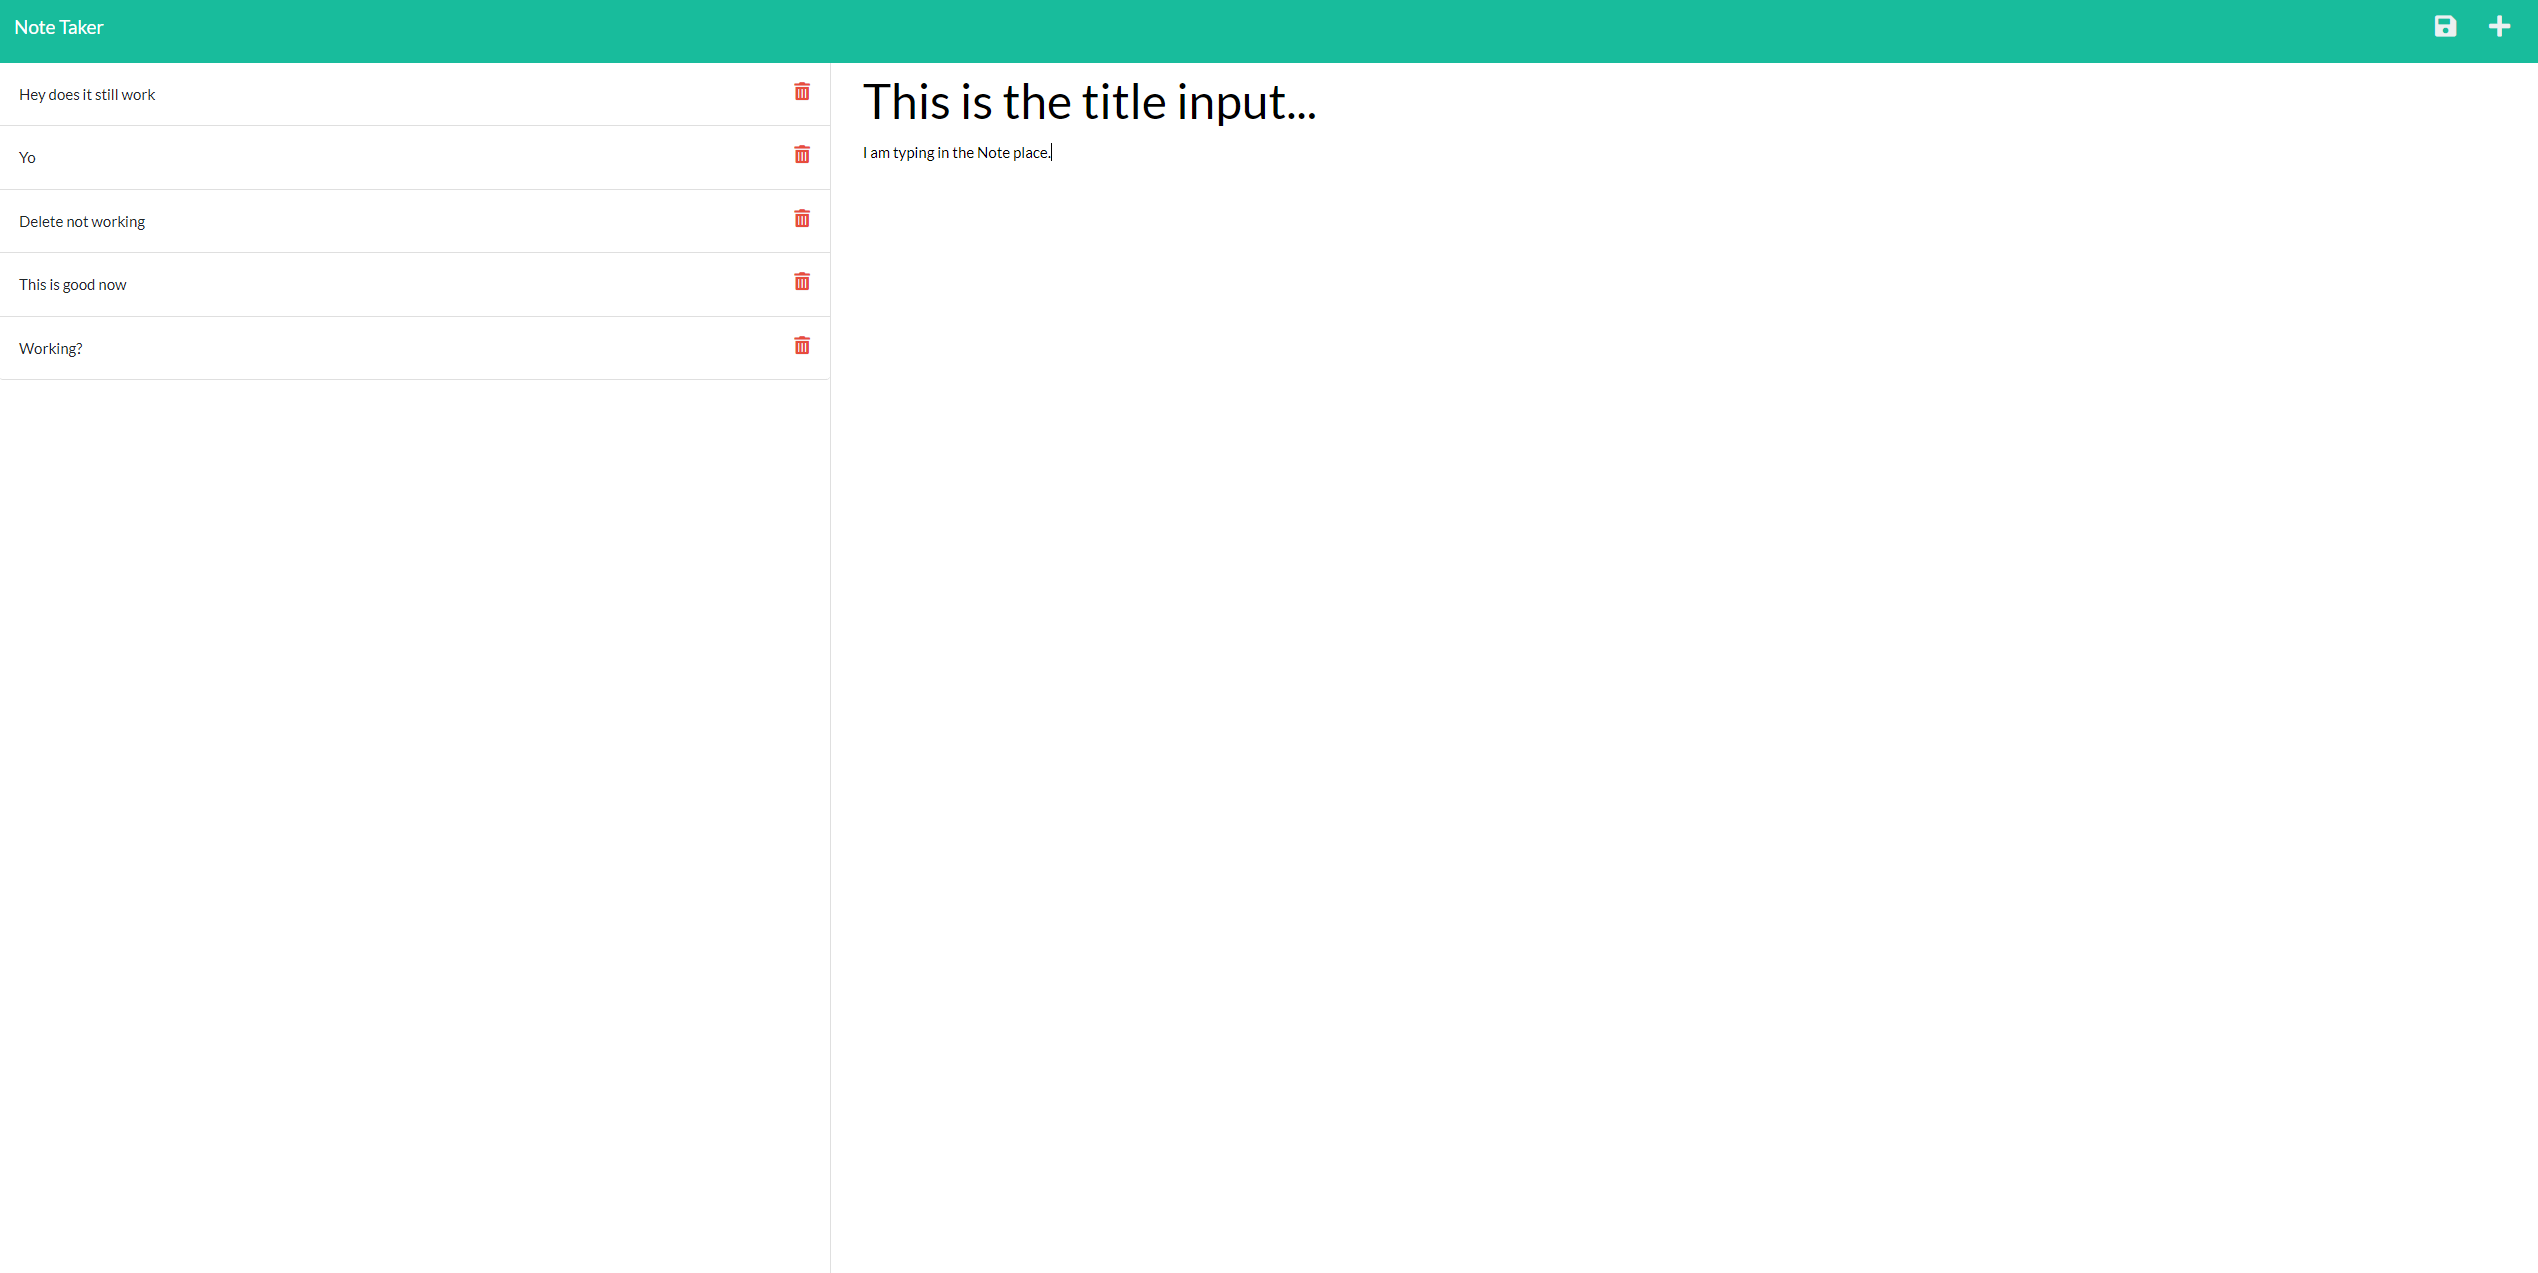 Note Taker
Hey does it still work
Yo
Delete not working
This is good now
Working?
This is the title input...
I am typing in the Note place.